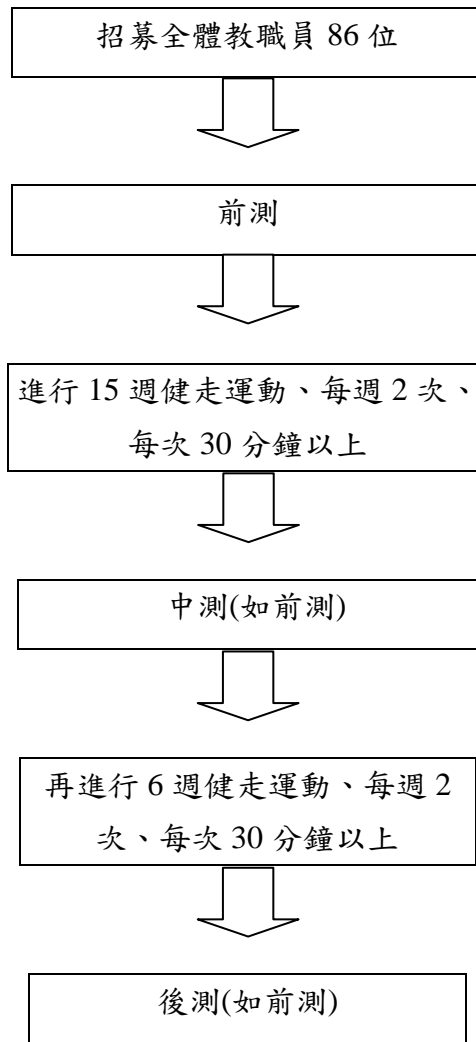 招募全體教職員 86 位
前測
進行 15 週健走運動、每週 2 次、
每次 30 分鐘以上
中測(如前測)
再進行 6 週健走運動、每週 2
次、每次 30 分鐘以上
後測(如前測)